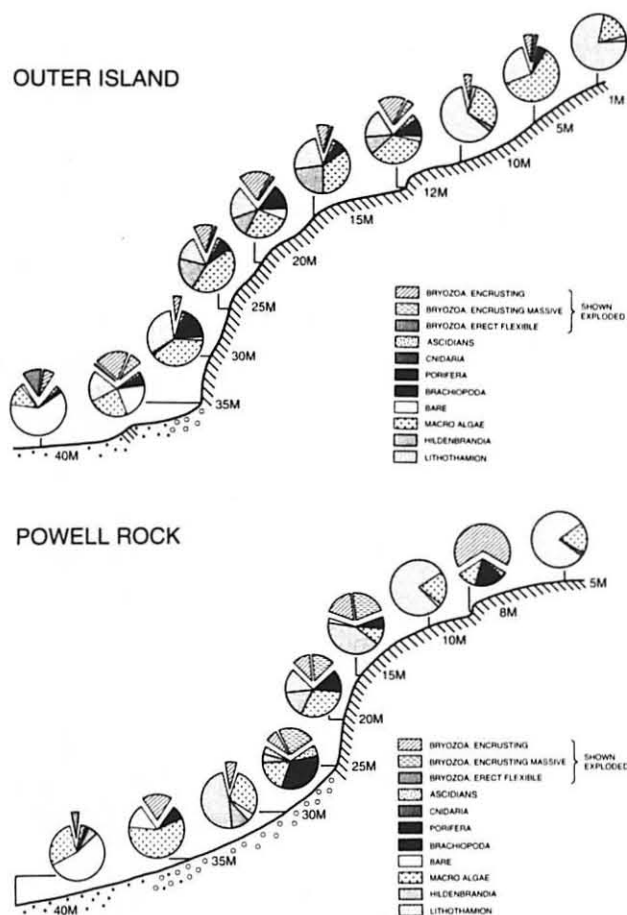 OUTER ISLAND
1M
5M
10M
12M
15M
20M
25M
30M
35M
40M
BRYOZOA. ENCRUSTING
BRYOZOA. ENCRUSTING MASSIVE
BRYOZOA. ERECT FLEXIBLE
SHOWN
EXPLODED
ASCIDIANS
CNIDARIA
PORIFERA
BRACHIOPODA
BARE
MACRO ALGAE
HILDENBRANDIA
LITHOTHAMION
POWELL ROCK
5M
8M
10M
15M
20M
25M
30M
35M
40M
BRYOZOA. ENCRUSTING
BRYOZOA. ENCRUSTING MASSIVE
BRYOZOA. ERECT FLEXIBLE
SHOWN
EXPLODED
ASCIDIANS
CNIDARIA
PORIFERA
BRACHIOPODA
BARE
MACRO ALGAE
HILDENBRANDIA
LITHOTHAMION